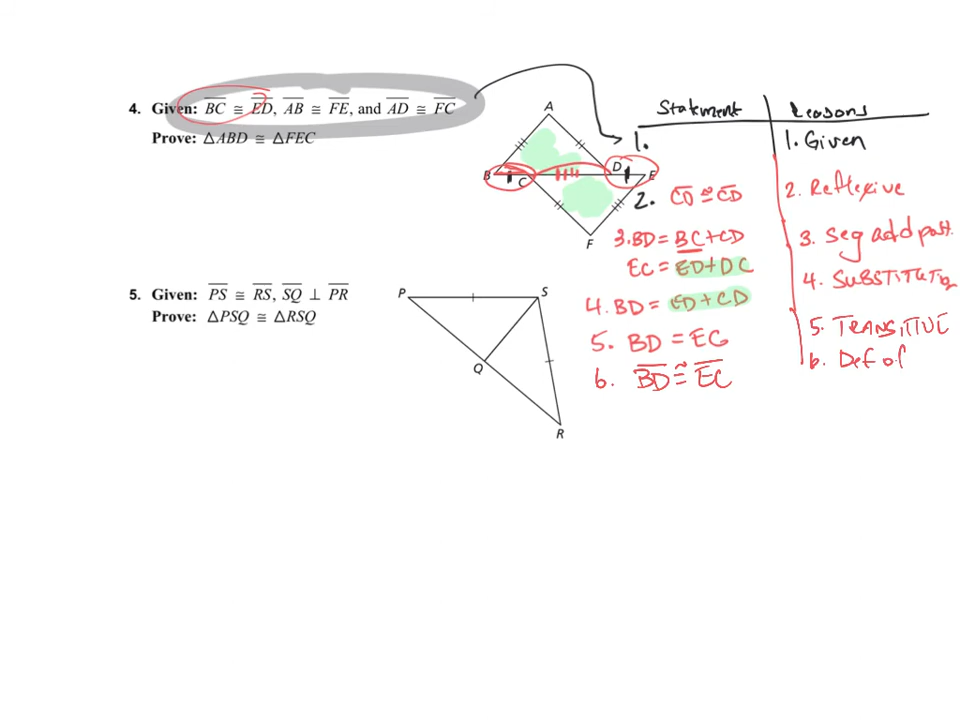 4. Given: BC ≅ ED, AB ≅ FE, and AD ≅ FC
Prove: △ABD ≅ △FEC
A
B
C
D
E
F
Statement
Reasons
1.
1. Given
2. CD ≅ CD
2. Reflexive
3. BD = BC + CD
3. Seg add post.
EC = ED + DC
4. BD = ED + CD
4. SUBSTITUTION
5. BD = EC
5. TRANSITIVE
6. BD ≅ EC
6. Def of
5. Given: PS ≅ RS, SQ ⊥ PR
Prove: △PSQ ≅ △RSQ
P
S
Q
R